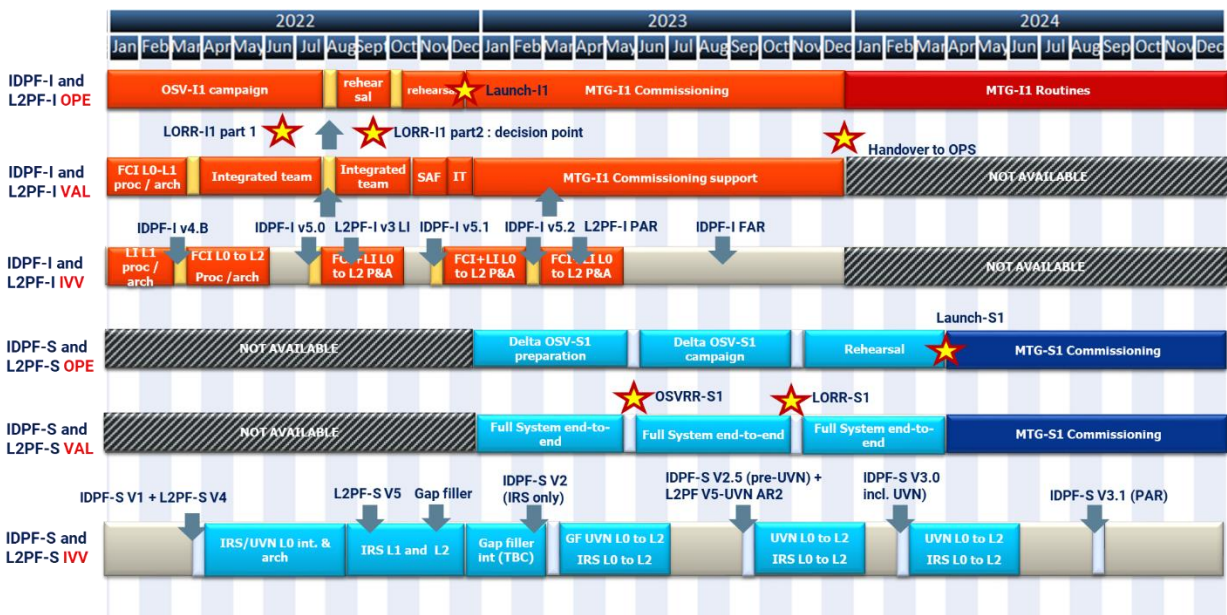 2022 2023 2024
Jan Feb Mar Apr May Jun Jul Aug Sept Oct Nov Dec Jan Feb Mar Apr May Jun Jul Aug Sep Oct Nov Dec Jan Feb Mar Apr May Jun Jul Aug Sep Oct Nov Dec
IDPF-I and
L2PF-I OPE
OSV-I1 campaign
rehear
sal
rehearsal
Launch-I1
MTG-I1 Commissioning
MTG-I1 Routines
LORR-I1 part 1
LORR-I1 part2 : decision point
Handover to OPS
IDPF-I and
L2PF-I VAL
FCI L0-L1
proc / arch
Integrated team
Integrated
team
SAF
IT
MTG-I1 Commissioning support
NOT AVAILABLE
IDPF-I v4.B
IDPF-I v5.0
L2PF-I v3 LI
IDPF-I v5.1
IDPF-I v5.2
L2PF-I PAR
IDPF-I FAR
IDPF-I and
L2PF-I IVV
LI L1
proc /
arch
FCI L0 to L2
Proc /arch
FCI+LI L0
to L2 P&A
FCI+LI L0
to L2 P&A
FCI+LI L0
to L2 P&A
NOT AVAILABLE
Launch-S1
IDPF-S and
L2PF-S OPE
NOT AVAILABLE
Delta OSV-S1
preparation
Delta OSV-S1
campaign
Rehearsal
MTG-S1 Commissioning
OSVRR-S1
LORR-S1
IDPF-S and
L2PF-S VAL
NOT AVAILABLE
Full System end-to-
end
Full System end-to-end
Full System end-to-
end
MTG-S1 Commissioning
IDPF-S V1 + L2PF-S V4
L2PF-S V5
Gap filler
IDPF-S V2
(IRS only)
IDPF-S V2.5 (pre-UVN) +
L2PF V5-UVN AR2
IDPF-S V3.0
incl. UVN)
IDPF-S V3.1 (PAR)
IDPF-S and
L2PF-S IVV
IRS/UVN L0 int. &
arch
IRS L1 and L2
Gap filler
int (TBC)
GF UVN L0 to L2
IRS L0 to L2
UVN L0 to L2
IRS L0 to L2
UVN L0 to L2
IRS L0 to L2